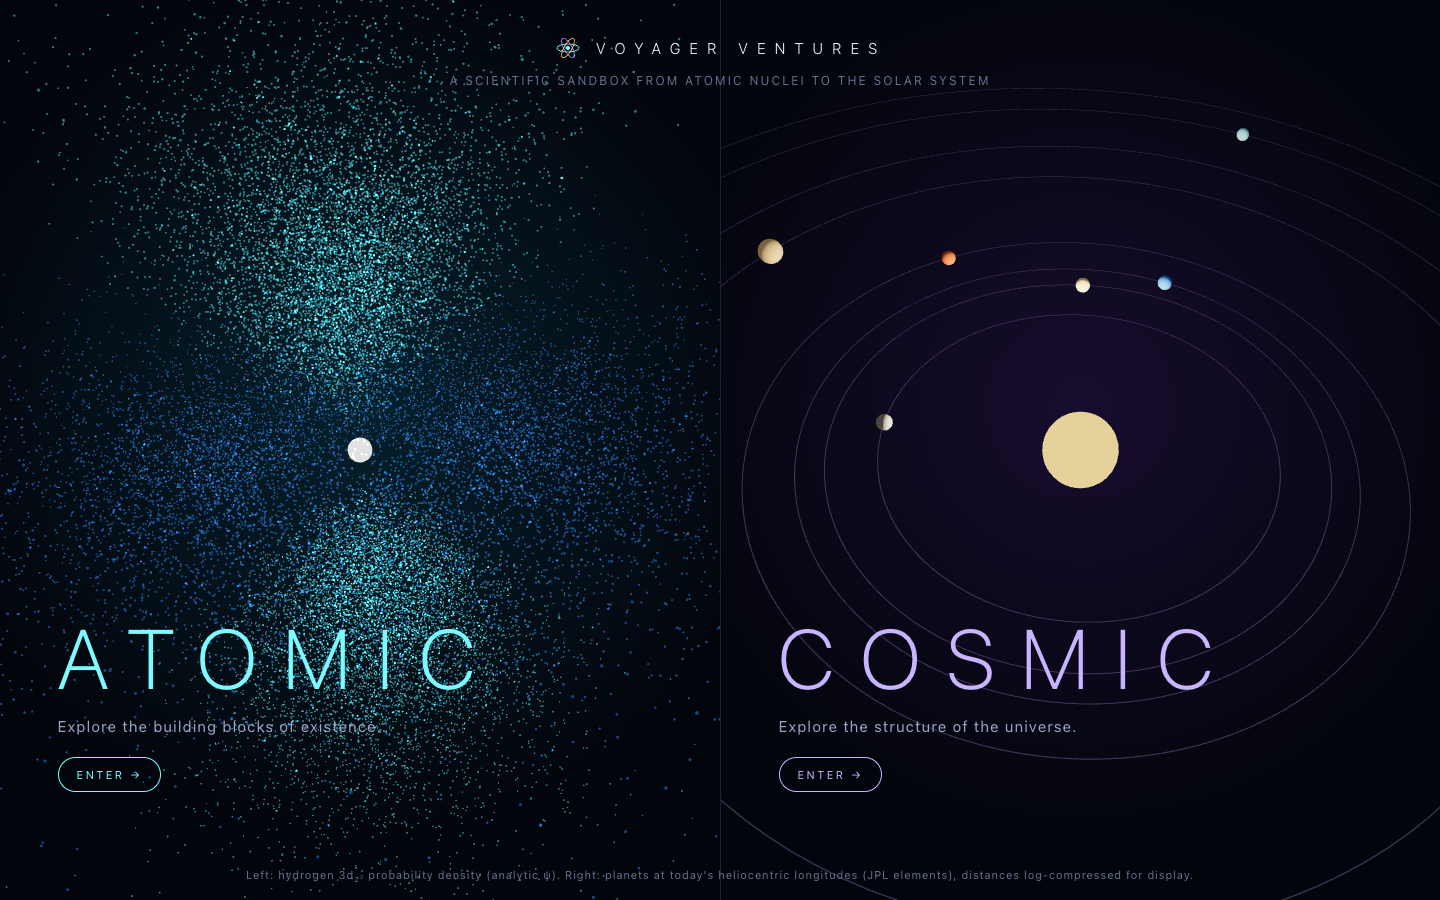 VOYAGER VENTURES
A SCIENTIFIC SANDBOX FROM ATOMIC NUCLEI TO THE SOLAR SYSTEM
ATOMIC
Explore the building blocks of existence.
ENTER →
COSMIC
Explore the structure of the universe.
ENTER →
Left: hydrogen 3d_z² probability density (analytic ψ). Right: planets at today's heliocentric longitudes (JPL elements), distances log-compressed for display.